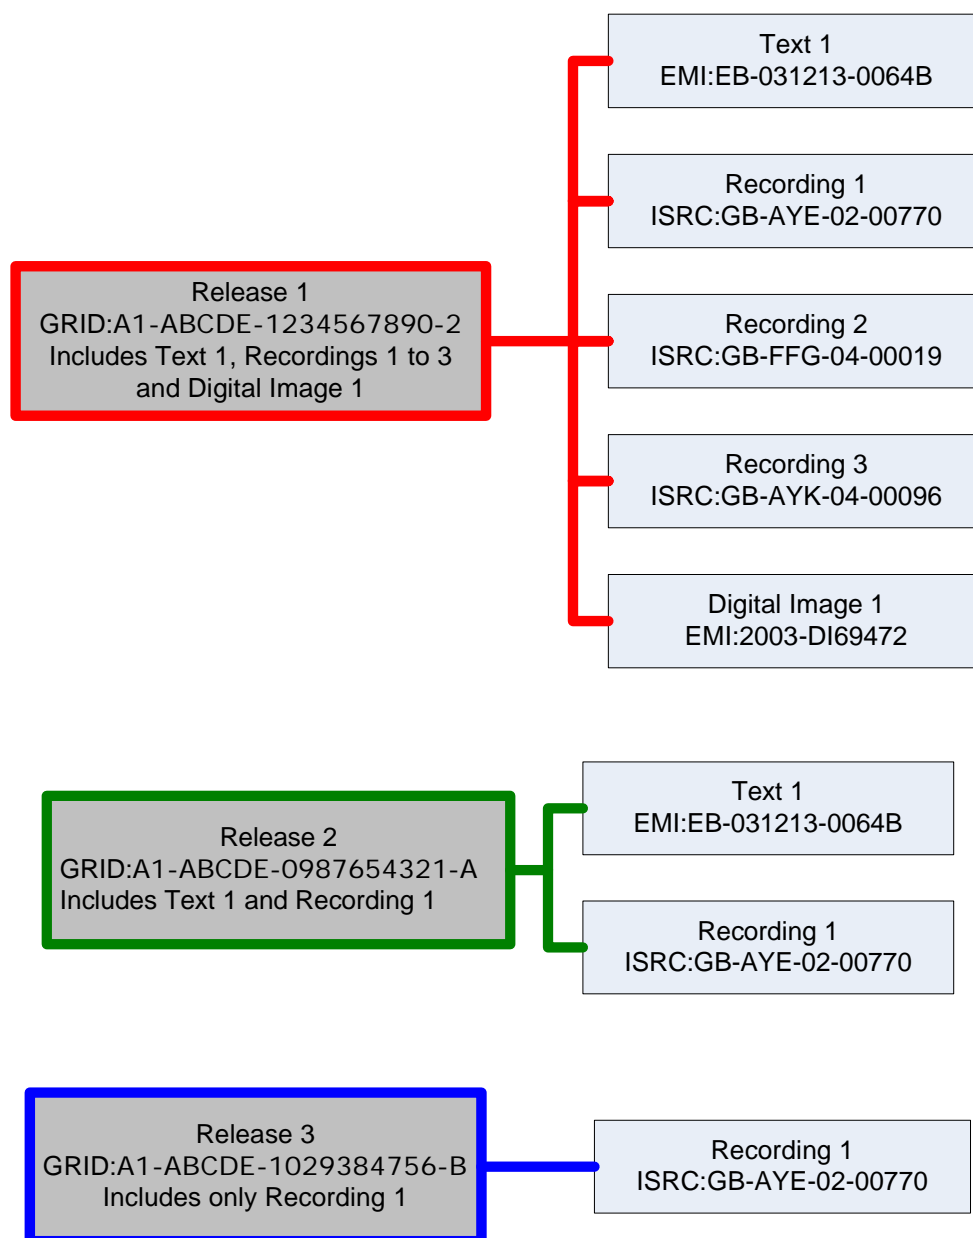 Text 1
EMI:EB-031213-0064B
Recording 1
ISRC:GB-AYE-02-00770
Release 1
GRID:A1-ABCDE-1234567890-2
Includes Text 1, Recordings 1 to 3
and Digital Image 1
Recording 2
ISRC:GB-FFG-04-00019
Recording 3
ISRC:GB-AYK-04-00096
Digital Image 1
EMI:2003-DI69472
Release 2
GRID:A1-ABCDE-0987654321-A
Includes Text 1 and Recording 1
Text 1
EMI:EB-031213-0064B
Recording 1
ISRC:GB-AYE-02-00770
Release 3
GRID:A1-ABCDE-1029384756-B
Includes only Recording 1
Recording 1
ISRC:GB-AYE-02-00770